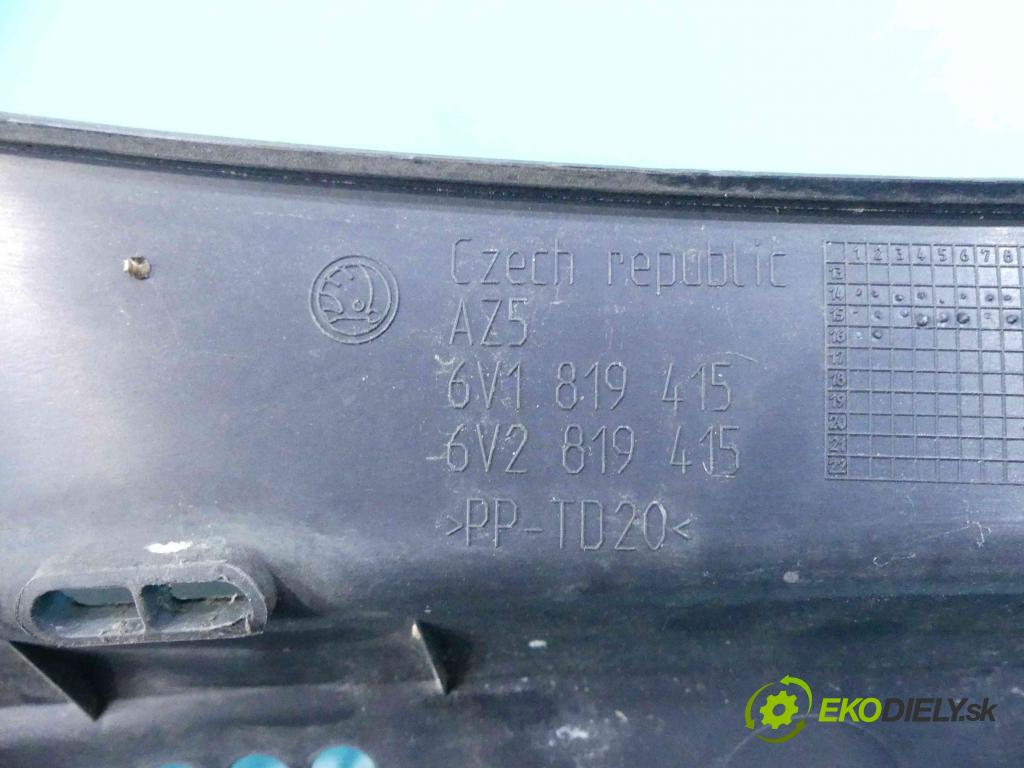 Czech republic
AZ5
6V1 819 415
6V2 819 415
>PP-TD20<
1 2 3 4 5 6 7 8
13
14
15
16
17
18
19
20
21
22
EKODIELY.sk